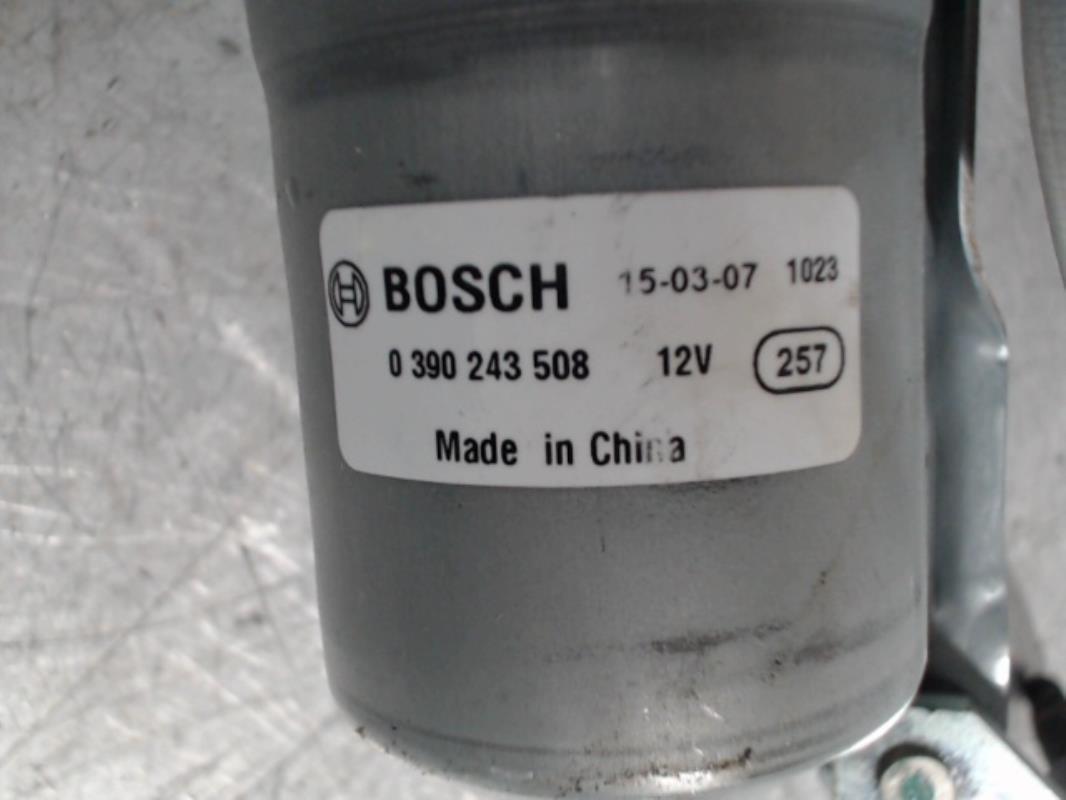 BOSCH 15-03-07 1023
0 390 243 508 12V 257
Made in China